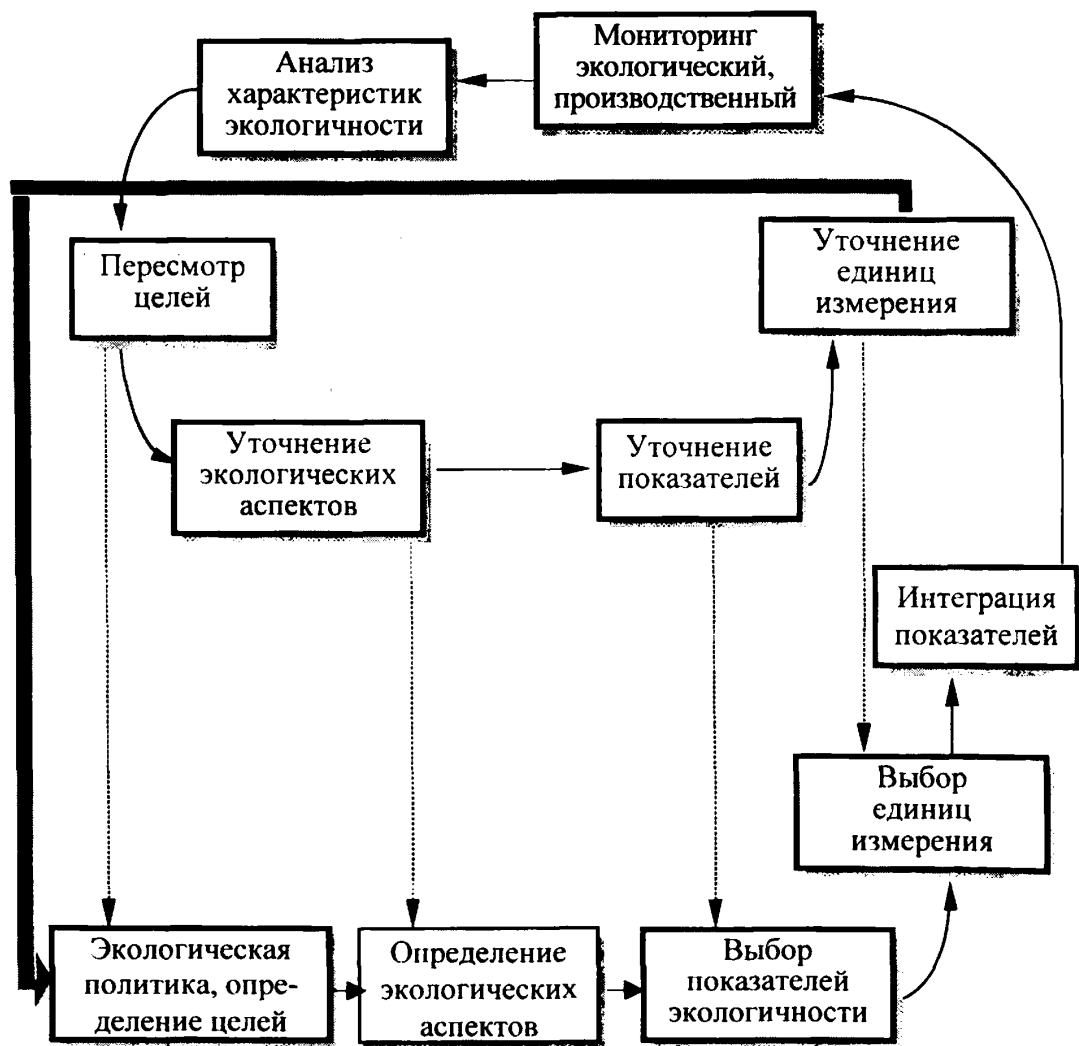 Мониторинг
экологический,
производственный
Анализ
характеристик
экологичности
Пересмотр
целей
Уточнение
единиц
измерения
Уточнение
экологических
аспектов
Уточнение
показателей
Интеграция
показателей
Выбор
единиц
измерения
Экологическая
политика, опре-
деление целей
Определение
экологических
аспектов
Выбор
показателей
экологичности